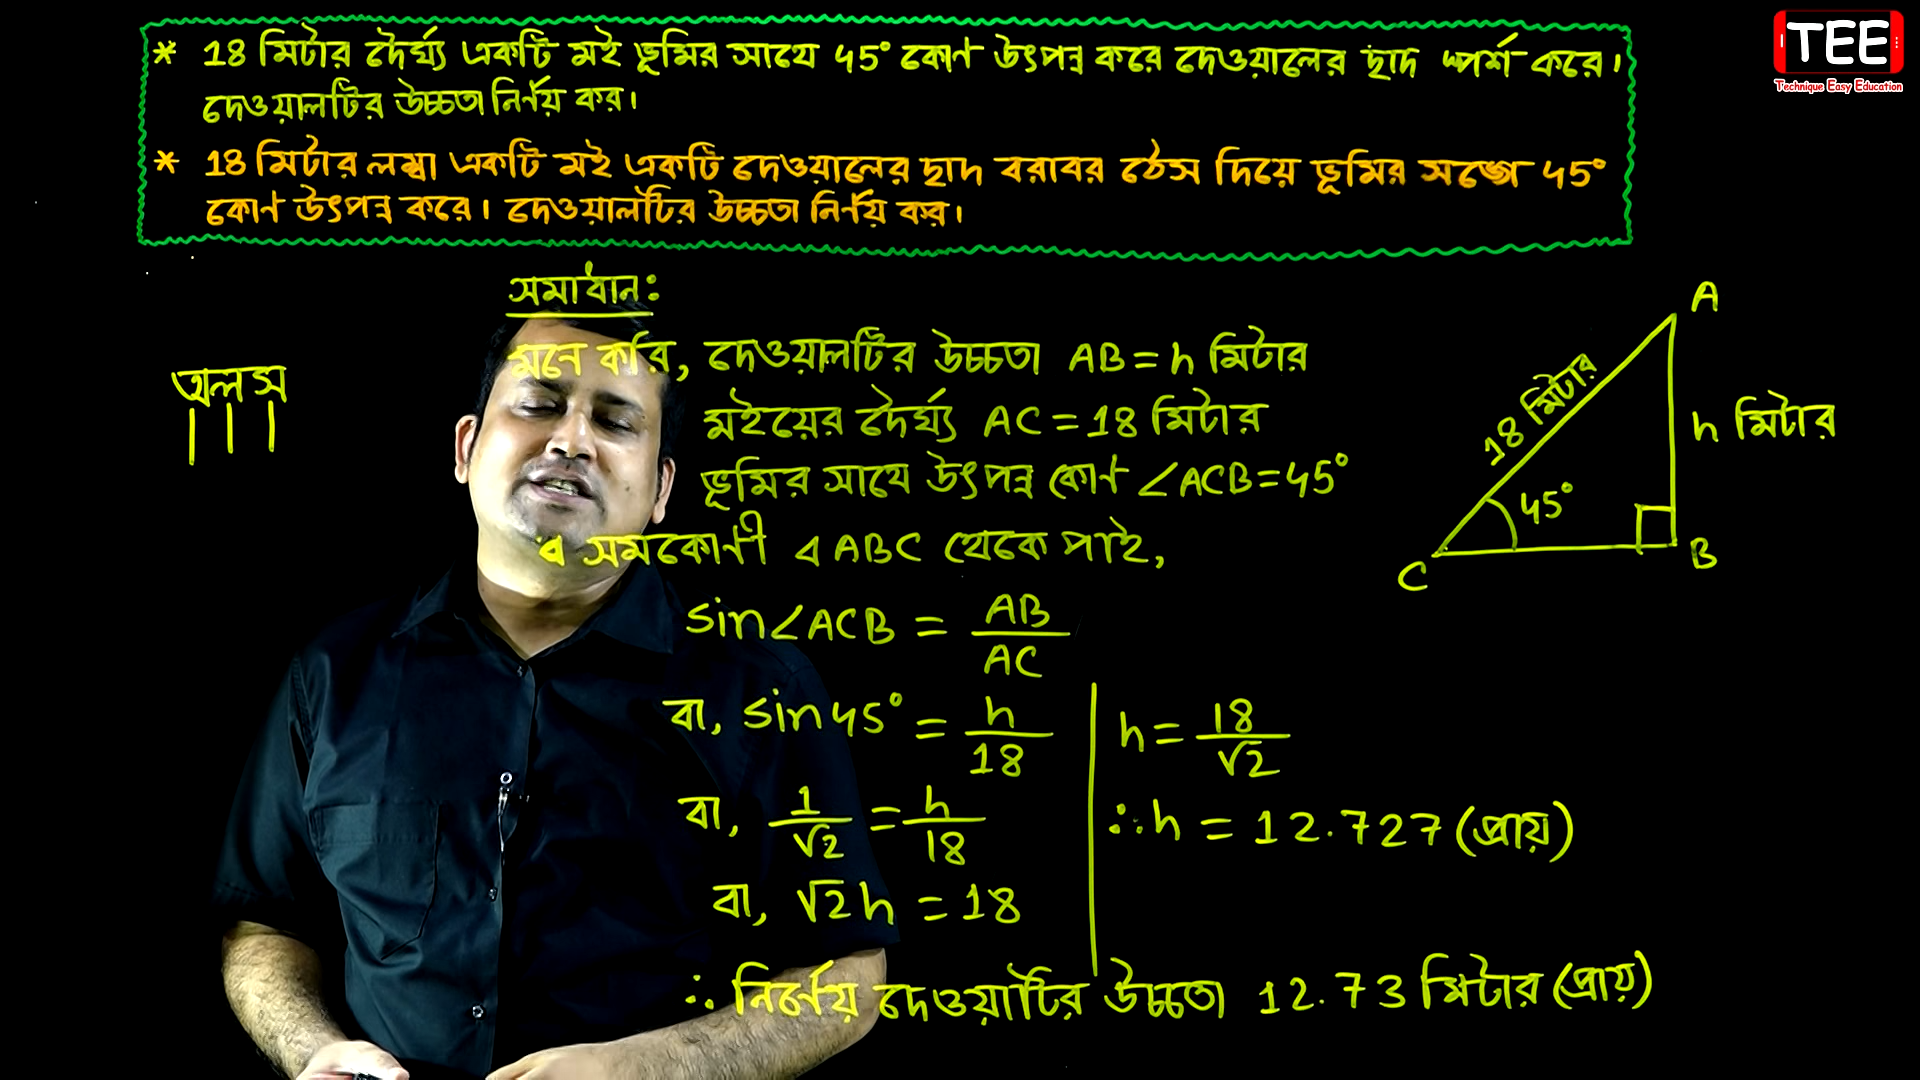 TEE
Technique Easy Education
* 18 মিটার দৈর্ঘ্য একটি মই ভূমির সাথে 45° কোণ উৎপন্ন করে দেওয়ালের ছাদ স্পর্শ করে।
দেওয়ালটির উচ্চতা নির্ণয় কর।
* 18 মিটার লম্বা একটি মই একটি দেওয়ালের ছাদ বরাবর ঠেস দিয়ে ভূমির সঙ্গে 45°
কোণ উৎপন্ন করে। দেওয়ালটির উচ্চতা নির্ণয় কর।
সমাধান:
মনে করি, দেওয়ালটির উচ্চতা AB = h মিটার
মইয়ের দৈর্ঘ্য AC = 18 মিটার
ভূমির সাথে উৎপন্ন কোণ ∠ACB = 45°
সমকোণী ⊿ ABC থেকে পাই,
sin∠ACB = AB/AC
বা, sin45° = h/18
বা, 1/√2 = h/18
বা, √2h = 18
h = 18/√2
∴ h = 12.727 (প্রায়)
∴ নির্ণেয় দেওয়াটির উচ্চতা 12.73 মিটার (প্রায়)
অলস
A
18 মিটার
h মিটার
45°
B
C